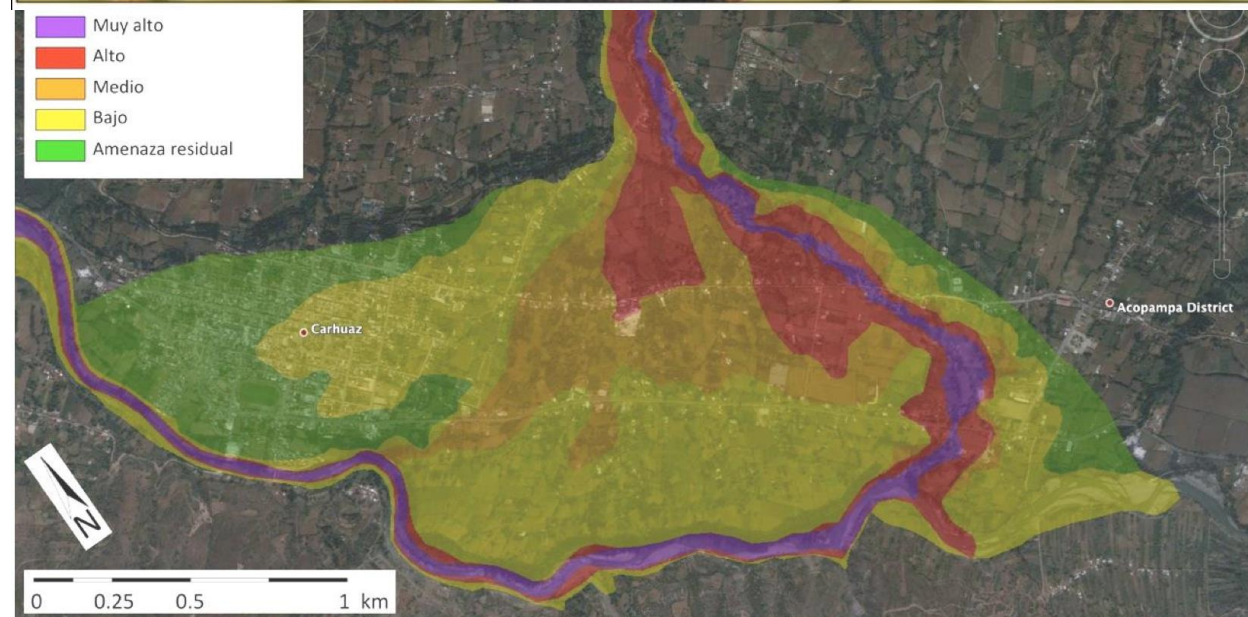 Muy alto
Alto
Medio
Bajo
Amenaza residual
Carhuaz
Acopampa District
N
0 0.25 0.5 1 km